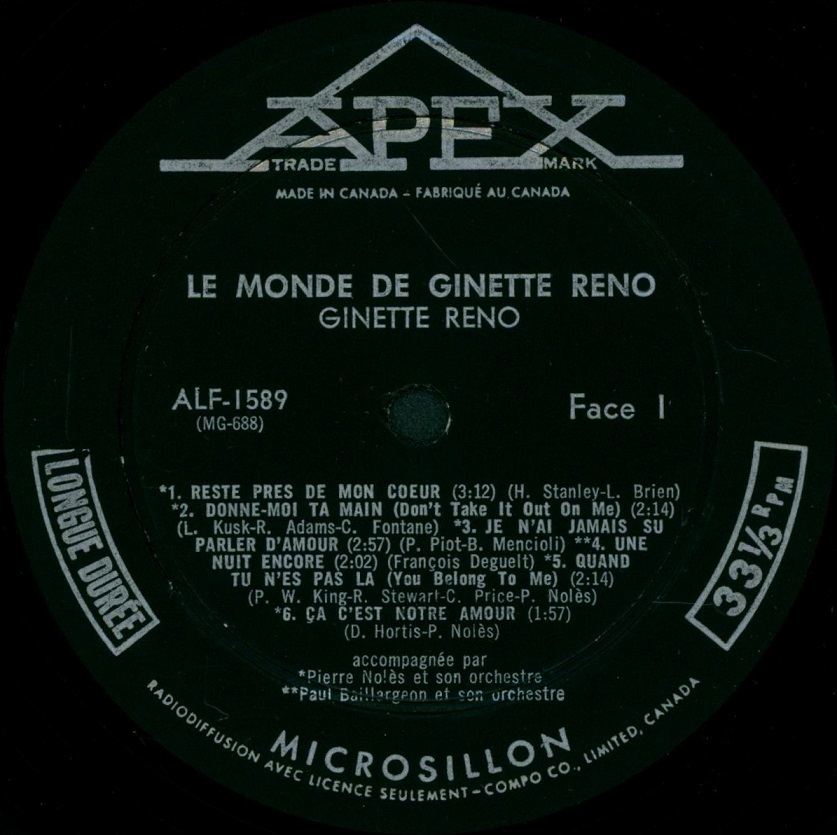 APEX
TRADE MARK
MADE IN CANADA – FABRIQUÉ AU CANADA
LE MONDE DE GINETTE RENO
GINETTE RENO
ALF-1589
(MG-688)
Face 1
LONGUE DURÉE
33⅓ RPM
*1. RESTE PRES DE MON COEUR (3:12) (H. Stanley-L. Brien)
*2. DONNE-MOI TA MAIN (Don't Take It Out On Me) (2:14)
(L. Kusk-R. Adams-C. Fontane) *3. JE N'AI JAMAIS SU
PARLER D'AMOUR (2:57) (P. Piot-B. Mencioli) **4. UNE
NUIT ENCORE (2:02) (François Deguelt) *5. QUAND
TU N'ES PAS LA (You Belong To Me) (2:14)
(P. W. King-R. Stewart-C. Price-P. Nolès)
*6. ÇA C'EST NOTRE AMOUR (1:57)
(D. Hortis-P. Nolès)
accompagnée par
*Pierre Nolès et son orchestre
**Paul Baillargeon et son orchestre
MICROSILLON
RADIODIFFUSION AVEC LICENCE SEULEMENT–COMPO CO., LIMITED, CANADA